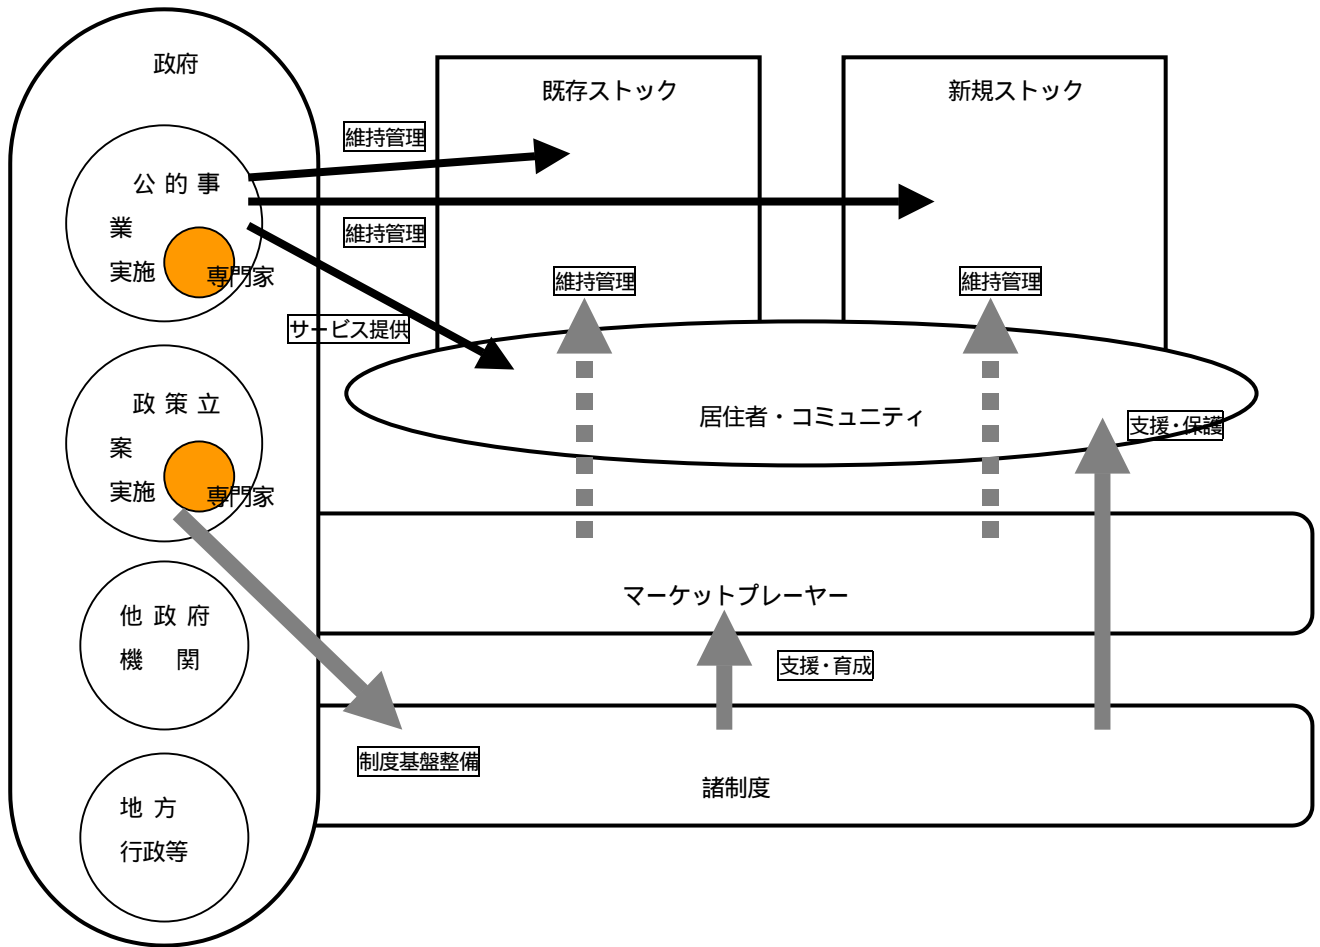 政府
既存ストック
新規ストック
維持管理
公的事
業
実施
専門家
維持管理
維持管理
維持管理
サービス提供
政策立
案
実施
専門家
居住者・コミュニティ
支援・保護
他政府
機関
マーケットプレーヤー
支援・育成
制度基盤整備
諸制度
地方
行政等